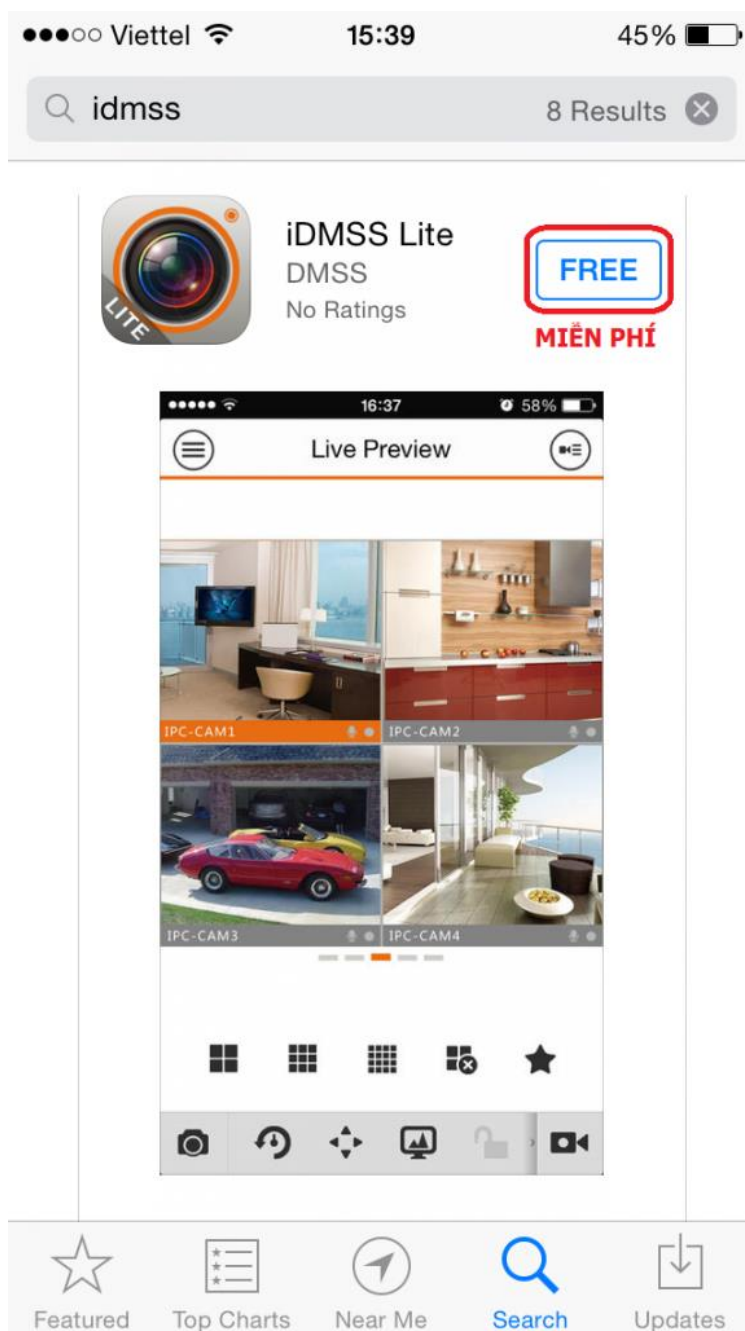 Viettel 15:39 45%
idmss 8 Results
iDMSS Lite
DMSS
No Ratings
FREE
MIỄN PHÍ
LITE
16:37 58%
Live Preview
IPC-CAM1 IPC-CAM2
IPC-CAM3 IPC-CAM4
Featured Top Charts Near Me Search Updates